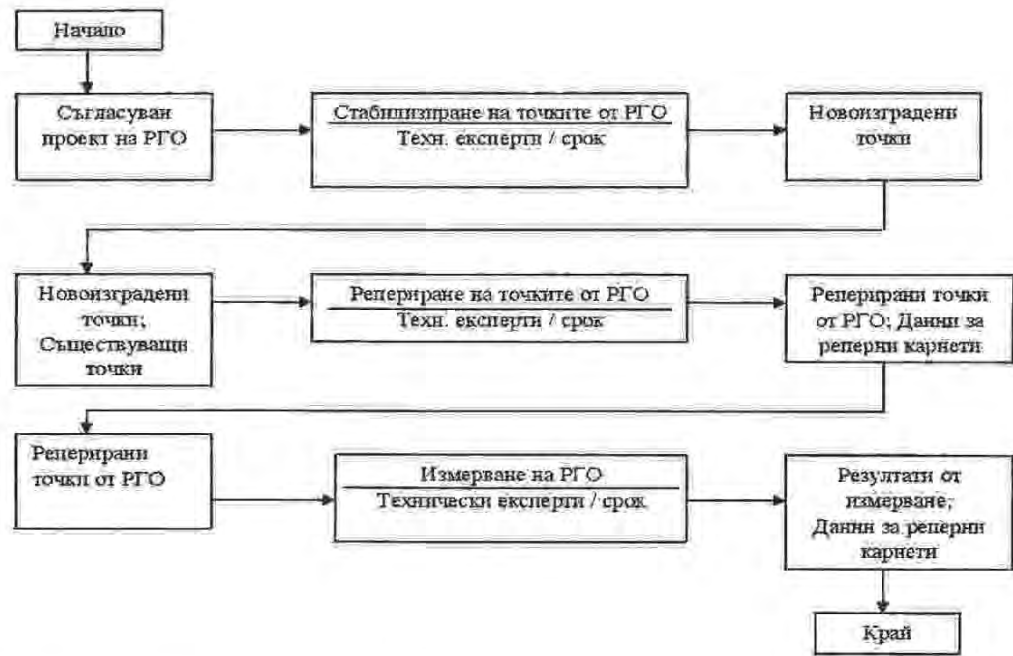 Начало
Съгласуван
проект на РГО
Стабилизиране на точките от РГО
Техн. експерти / срок
Новоизградени
точки
Новоизградени
точки;
Съществуващи
точки
Репериране на точките от РГО
Техн. експерти / срок
Реперирани точки
от РГО; Данни за
реперни карнети
Реперирани
точки от РГО
Измерване на РГО
Технически експерти / срок
Резултати от
измерване;
Данни за реперни
карнети
Край